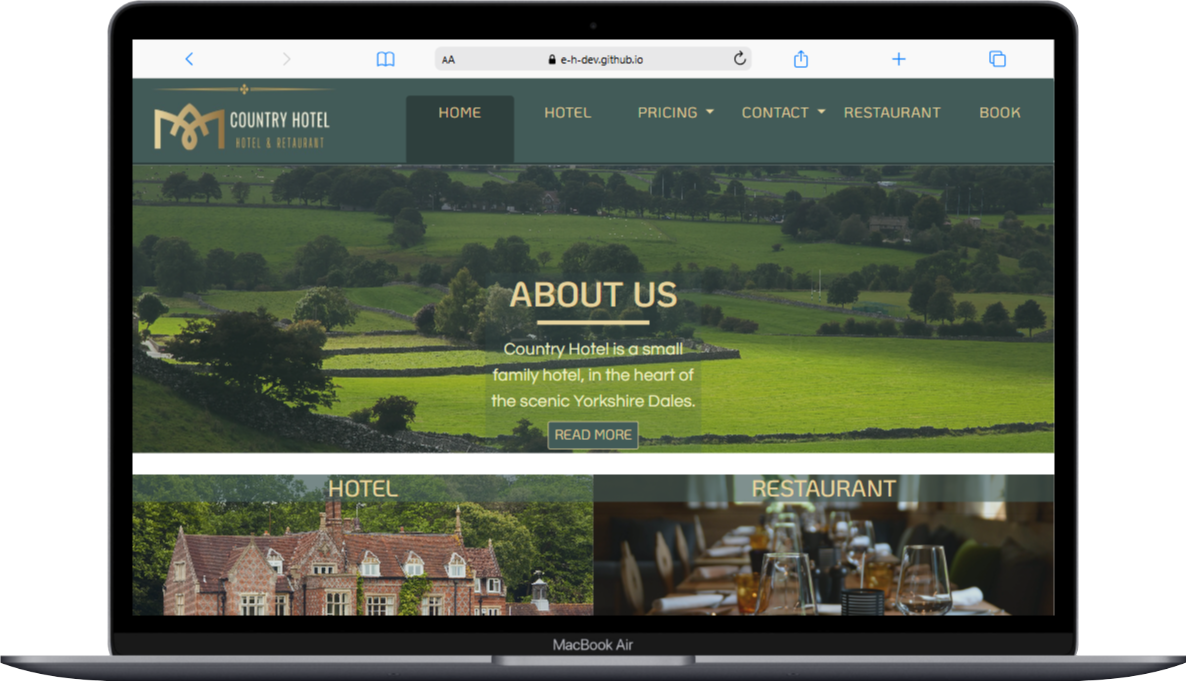 AA
e-h-dev.github.io
COUNTRY HOTEL
HOTEL & RETAURANT
HOME
HOTEL
PRICING
CONTACT
RESTAURANT
BOOK
ABOUT US
Country Hotel is a small
family hotel, in the heart of
the scenic Yorkshire Dales.
READ MORE
HOTEL
RESTAURANT
MacBook Air